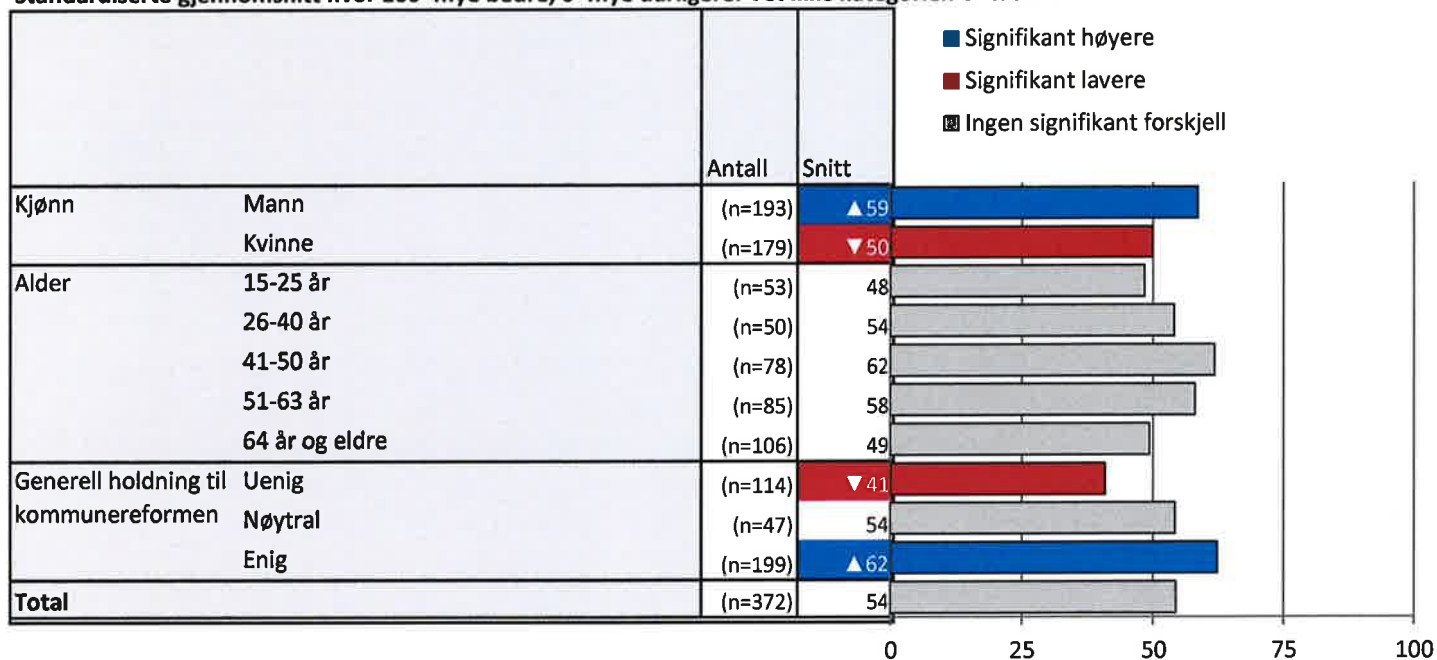 Signifikant høyere
Signifikant lavere
Ingen signifikant forskjell
Antall Snitt
Kjønn Mann (n=193) ▲59
Kvinne (n=179) ▼50
Alder 15-25 år (n=53) 48
26-40 år (n=50) 54
41-50 år (n=78) 62
51-63 år (n=85) 58
64 år og eldre (n=106) 49
Generell holdning til Uenig (n=114) ▼41
kommunereformen Nøytral (n=47) 54
Enig (n=199) ▲62
Total (n=372) 54
0 25 50 75 100